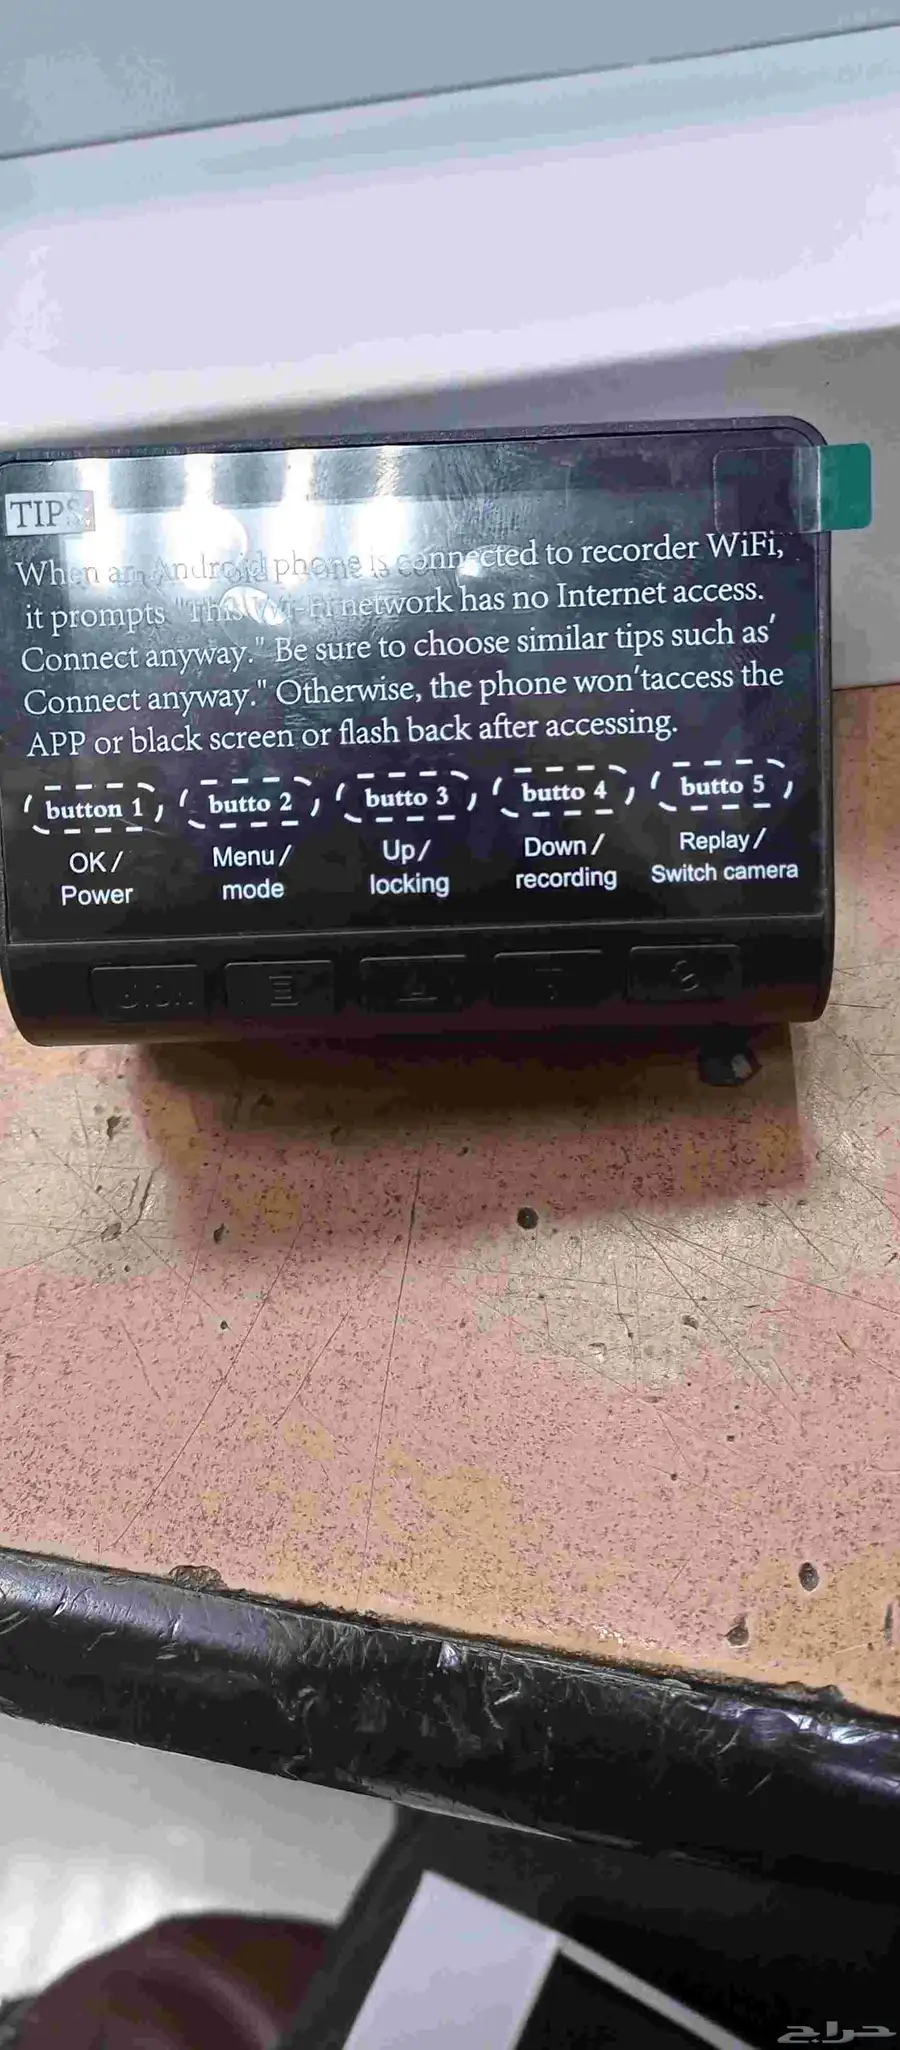 TIPS:
When an Android phone is connected to recorder WiFi,
it prompts "This Wi-Fi network has no Internet access.
Connect anyway." Be sure to choose similar tips such as'
Connect anyway." Otherwise, the phone won'taccess the
APP or black screen or flash back after accessing.
button 1 butto 2 butto 3 butto 4 butto 5
OK/ Menu/ Up/ Down/ Replay/
Power mode locking recording Switch camera
حراج